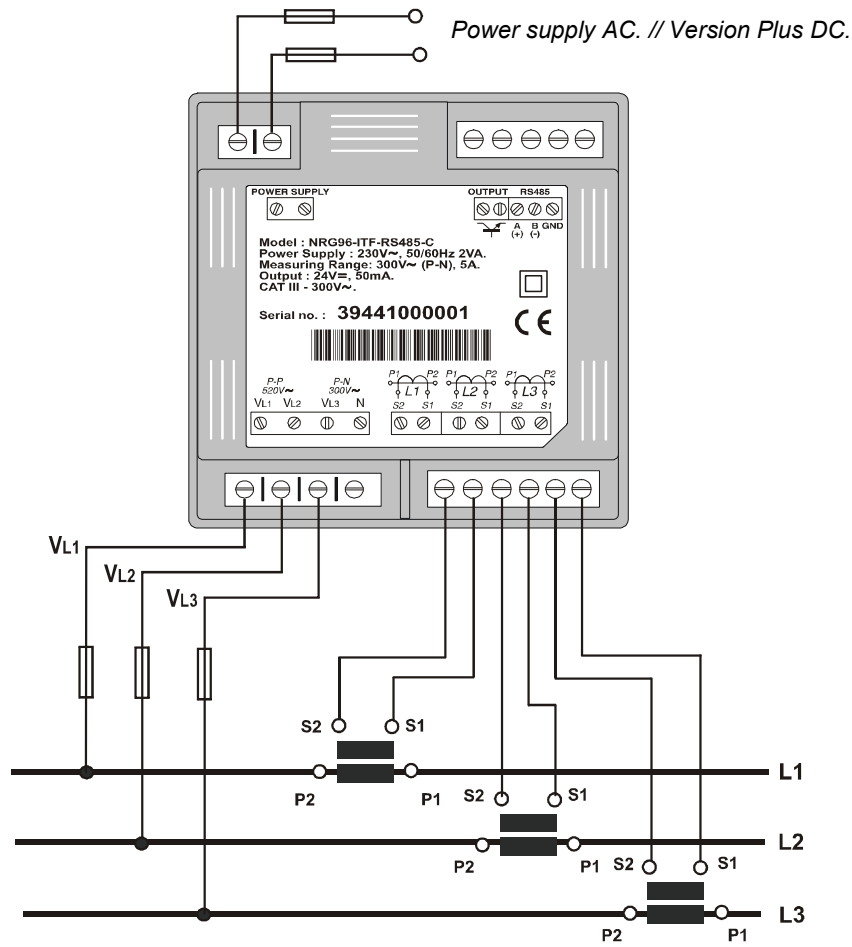 Power supply AC. // Version Plus DC.
POWER SUPPLY
OUTPUT RS485
A B GND
(+) (-)
Model : NRG96-ITF-RS485-C
Power Supply : 230V~, 50/60Hz 2VA.
Measuring Range: 300V~ (P-N), 5A.
Output : 24V⎓, 50mA.
CAT III - 300V~.
Serial no. : 39441000001
CE
P-P
520V~
P-N
300V~
VL1 VL2 VL3 N
P1 P2 P1 P2 P1 P2
L1 L2 L3
S2 S1 S2 S1 S2 S1
VL1
VL2
VL3
S2 S1
P2 P1
L1
S2 S1
P2 P1
L2
S2 S1
P2 P1
L3